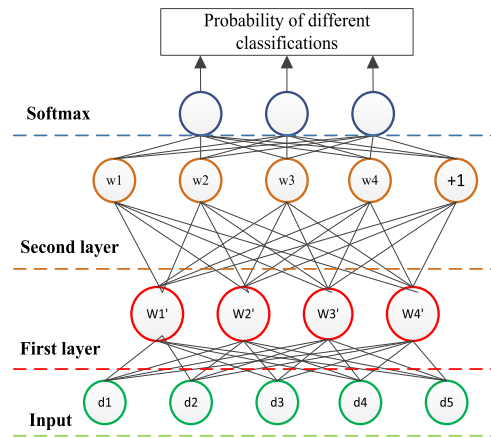 Probability of different
classifications
Softmax
w1 w2 w3 w4 +1
Second layer
W1' W2' W3' W4'
First layer
d1 d2 d3 d4 d5
Input